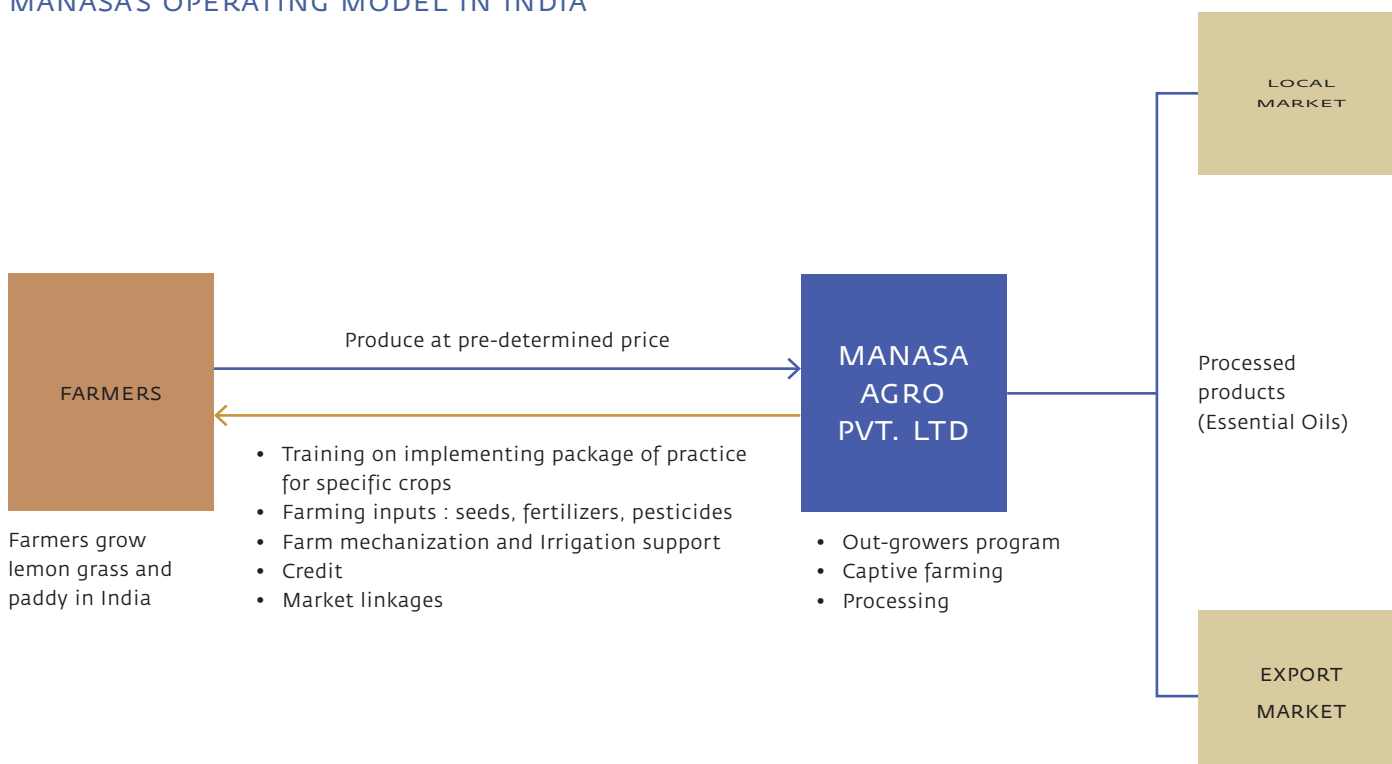 MANASA'S OPERATING MODEL IN INDIA
LOCAL
MARKET
FARMERS
Produce at pre-determined price
MANASA
AGRO
PVT. LTD
Processed
products
(Essential Oils)
Farmers grow
lemon grass and
paddy in India
• Training on implementing package of practice
for specific crops
• Farming inputs : seeds, fertilizers, pesticides
• Farm mechanization and Irrigation support
• Credit
• Market linkages
• Out-growers program
• Captive farming
• Processing
EXPORT
MARKET